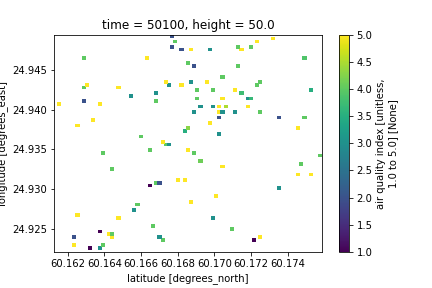 time = 50100, height = 50.0
24.945
24.940
24.935
24.930
24.925
[degrees_east]
60.162 60.164 60.166 60.168 60.170 60.172 60.174
latitude [degrees_north]
5.0
4.5
4.0
3.5
3.0
2.5
2.0
1.5
1.0
air quality index [unitless,
1.0 to 5.0] [None]